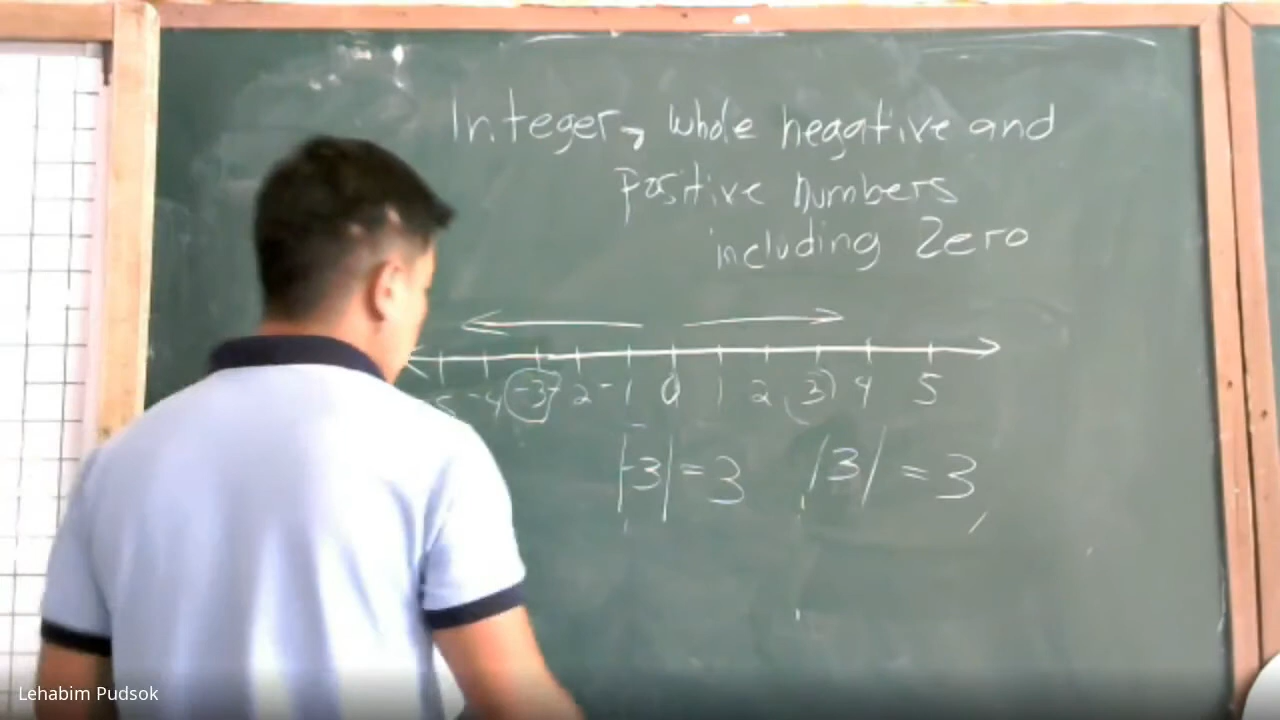 Integer → whole negative and
positive numbers
including Zero
-5 -4 -3 -2 -1 0 1 2 3 4 5
|-3| = 3 |3| = 3
Lehabim Pudsok